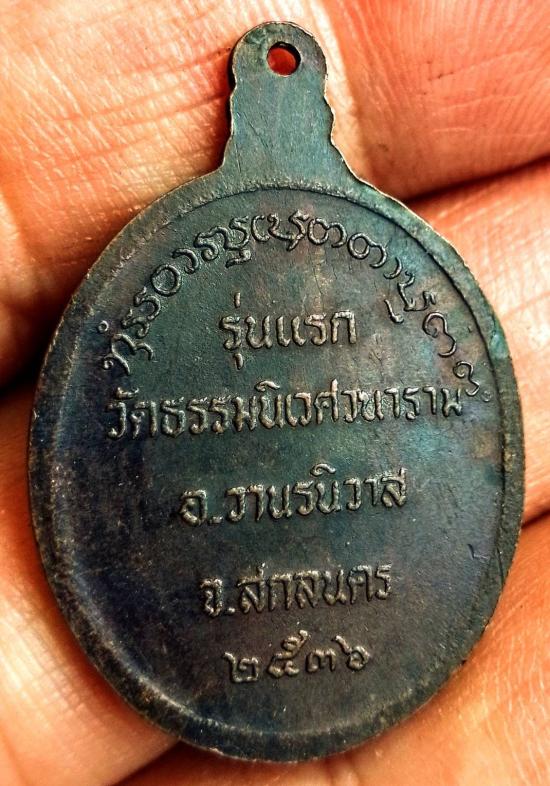 รุ่นแรก
วัดธรรมนิเวศวนาราม
อ.วานรนิวาส
จ.สกลนคร
๒๕๓๖